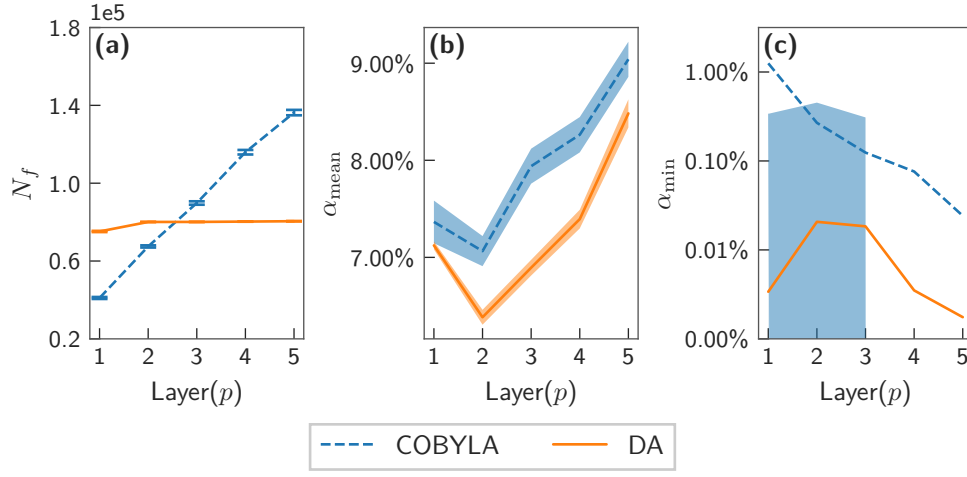 1e5
(a)
1.8
1.4
1.0
0.6
0.2
N_f
1 2 3 4 5
Layer(p)
(b)
9.00%
8.00%
7.00%
α_mean
1 2 3 4 5
Layer(p)
(c)
1.00%
0.10%
0.01%
0.00%
α_min
1 2 3 4 5
Layer(p)
COBYLA DA